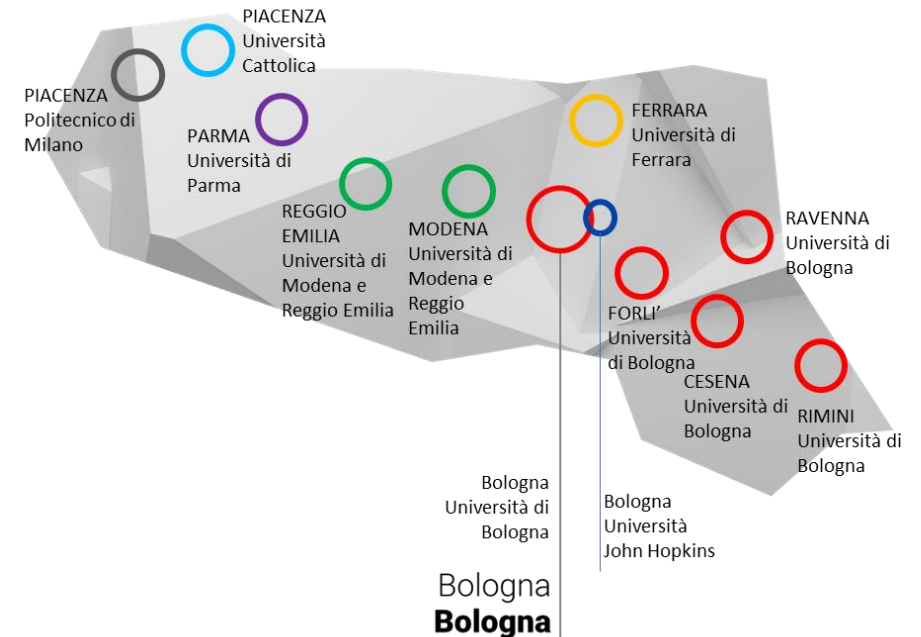 PIACENZA
Università
Cattolica
PIACENZA
Politecnico di
Milano
PARMA
Università di
Parma
FERRARA
Università di
Ferrara
REGGIO
EMILIA
Università di
Modena e
Reggio Emilia
MODENA
Università di
Modena e
Reggio
Emilia
RAVENNA
Università di
Bologna
FORLI’
Università
di Bologna
CESENA
Università di
Bologna
RIMINI
Università di
Bologna
Bologna
Università di
Bologna
Bologna
Università
John Hopkins
Bologna
Bologna